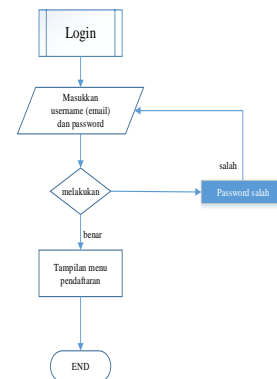 Login
Masukkan
username (email)
dan password
salah
melakukan
Password salah
benar
Tampilan menu
pendaftaran
END